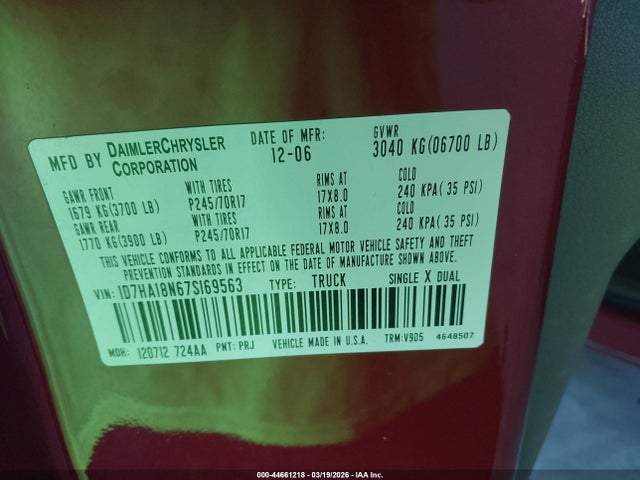 MFD BY DAIMLERCHRYSLER CORPORATION
DATE OF MFR: 12-06
GVWR 3040 KG(06700 LB)
GAWR FRONT WITH TIRES RIMS AT COLD
1679 KG(3700 LB) P245/70R17 17X8.0 240 KPA( 35 PSI)
GAWR REAR WITH TIRES RIMS AT COLD
1770 KG(3900 LB) P245/70R17 17X8.0 240 KPA( 35 PSI)
THIS VEHICLE CONFORMS TO ALL APPLICABLE FEDERAL MOTOR VEHICLE SAFETY AND THEFT
PREVENTION STANDARDS IN EFFECT ON THE DATE OF MANUFACTURE SHOWN ABOVE.
VIN: 1D7HA18N67S169563 TYPE: TRUCK SINGLE X DUAL
MDH: 120712 724AA PNT: PRJ VEHICLE MADE IN U.S.A. TRM:V9D5 4648507
000-44661218 - 03/19/2026 - IAA Inc.